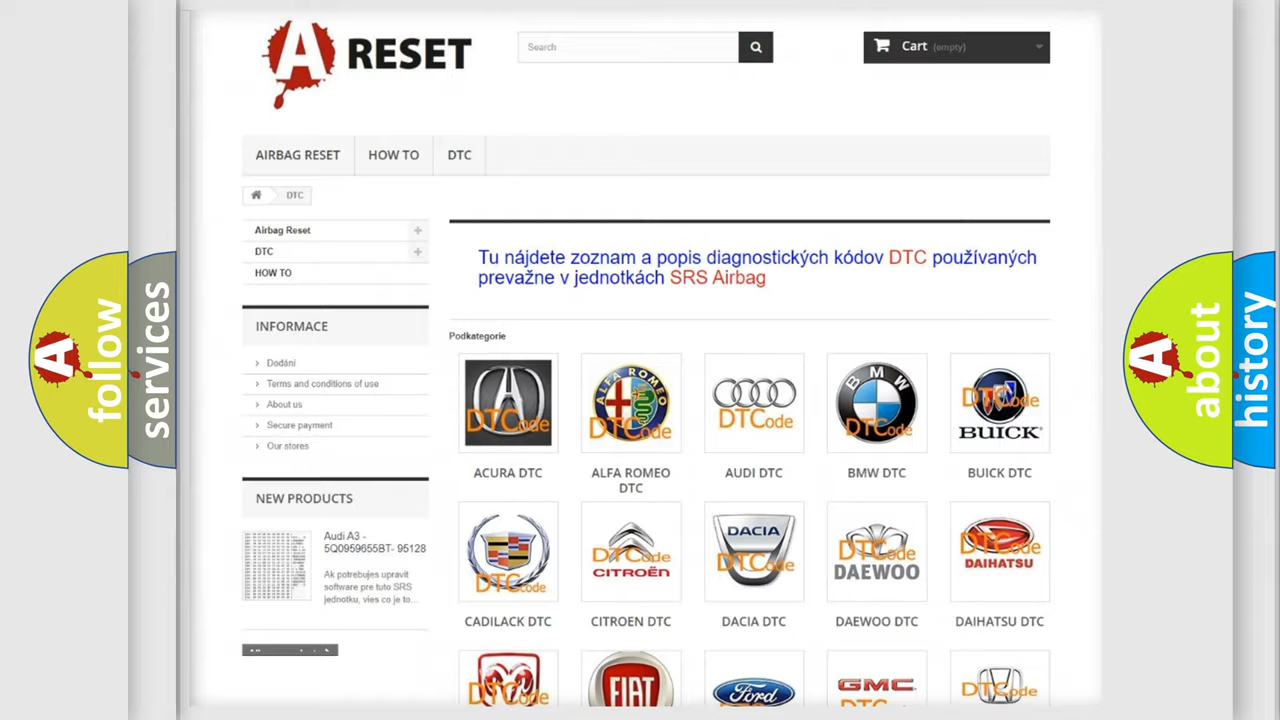 A RESET
Search
Cart (empty)
AIRBAG RESET
HOW TO
DTC
DTC
Airbag Reset
DTC
HOW TO
Tu nájdete zoznam a popis diagnostických kódov DTC používaných
prevažne v jednotkách SRS Airbag
INFORMACE
Dodání
Terms and conditions of use
About us
Secure payment
Our stores
NEW PRODUCTS
Audi A3 -
5Q0959655BT- 95128
Ak potrebujes upravit
software pre tuto SRS
jednotku, vies co je to...
Podkategorie
DTCode
ALFA ROMEO
DTCode
DTCode
BMW
DTCode
DTCode
BUICK
ACURA DTC
ALFA ROMEO
DTC
AUDI DTC
BMW DTC
BUICK DTC
DTCode
DTCode
CITROËN
DACIA
DTCode
DTCode
DAEWOO
DTCode
DAIHATSU
CADILACK DTC
CITROEN DTC
DACIA DTC
DAEWOO DTC
DAIHATSU DTC
DTCode
FIAT
Ford
GMC
DTCode
A follow
services
A about
history